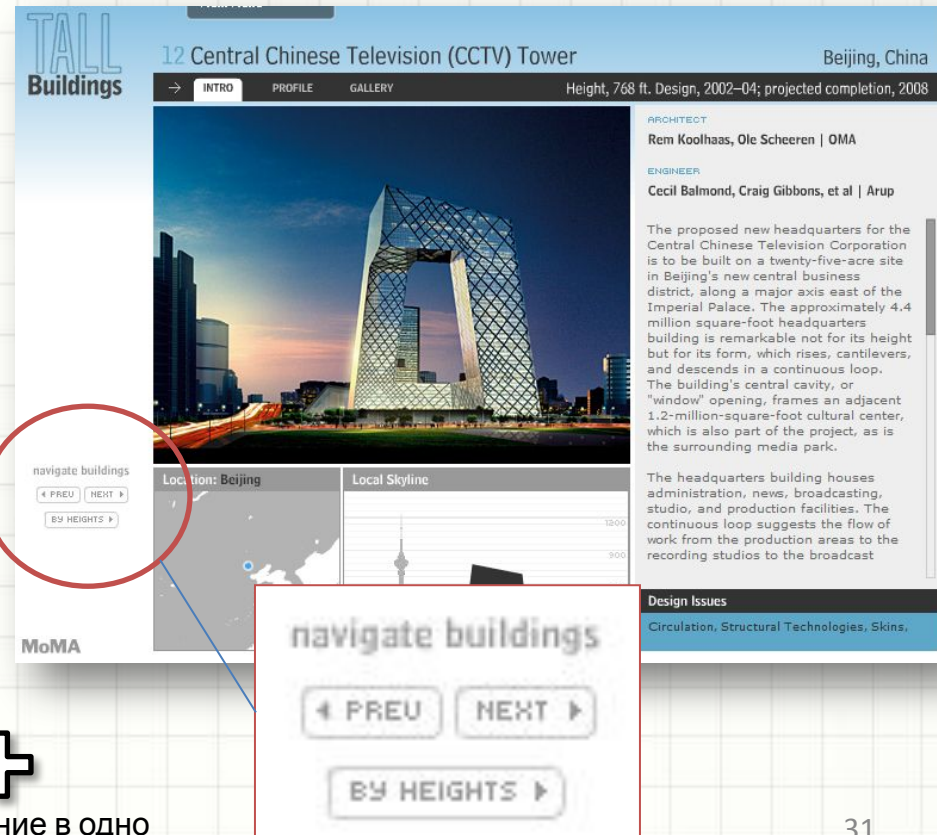 TALL
Buildings
12 Central Chinese Television (CCTV) Tower
Beijing, China
→ INTRO PROFILE GALLERY
Height, 768 ft. Design, 2002–04; projected completion, 2008
ARCHITECT
Rem Koolhaas, Ole Scheeren | OMA
ENGINEER
Cecil Balmond, Craig Gibbons, et al | Arup
The proposed new headquarters for the
Central Chinese Television Corporation
is to be built on a twenty-five-acre site
in Beijing's new central business
district, along a major axis east of the
Imperial Palace. The approximately 4.4
million square-foot headquarters
building is remarkable not for its height
but for its form, which rises, cantilevers,
and descends in a continuous loop.
The building's central cavity, or
"window" opening, frames an adjacent
1.2-million-square-foot cultural center,
which is also part of the project, as is
the surrounding media park.
The headquarters building houses
administration, news, broadcasting,
studio, and production facilities. The
continuous loop suggests the flow of
work from the production areas to the
recording studios to the broadcast
Design Issues
Circulation, Structural Technologies, Skins,
navigate buildings
PREV NEXT
BY HEIGHTS
Location: Beijing
Local Skyline
1200
900
MoMA
navigate buildings
PREV NEXT
BY HEIGHTS
ние в одно
31